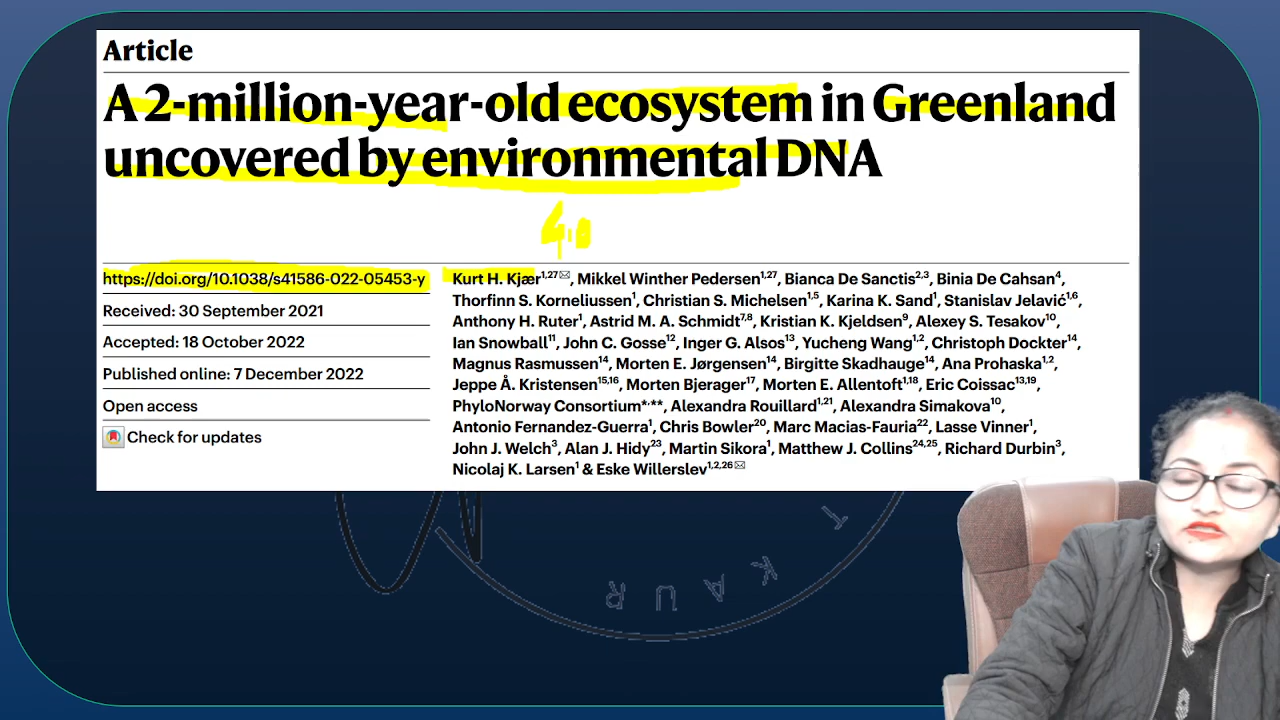 Article
A 2-million-year-old ecosystem in Greenland
uncovered by environmental DNA
https://doi.org/10.1038/s41586-022-05453-y
Received: 30 September 2021
Accepted: 18 October 2022
Published online: 7 December 2022
Open access
Check for updates
Kurt H. Kjær1,27✉, Mikkel Winther Pedersen1,27, Bianca De Sanctis2,3, Binia De Cahsan4,
Thorfinn S. Korneliussen1, Christian S. Michelsen1,5, Karina K. Sand1, Stanislav Jelavić1,6,
Anthony H. Ruter1, Astrid M. A. Schmidt7,8, Kristian K. Kjeldsen9, Alexey S. Tesakov10,
Ian Snowball11, John C. Gosse12, Inger G. Alsos13, Yucheng Wang1,2, Christoph Dockter14,
Magnus Rasmussen14, Morten E. Jørgensen14, Birgitte Skadhauge14, Ana Prohaska1,2,
Jeppe Å. Kristensen15,16, Morten Bjerager17, Morten E. Allentoft1,18, Eric Coissac13,19,
PhyloNorway Consortium*,**, Alexandra Rouillard1,21, Alexandra Simakova10,
Antonio Fernandez-Guerra1, Chris Bowler20, Marc Macias-Fauria22, Lasse Vinner1,
John J. Welch3, Alan J. Hidy23, Martin Sikora1, Matthew J. Collins24,25, Richard Durbin3,
Nicolaj K. Larsen1 & Eske Willerslev1,2,26✉
T KAUR